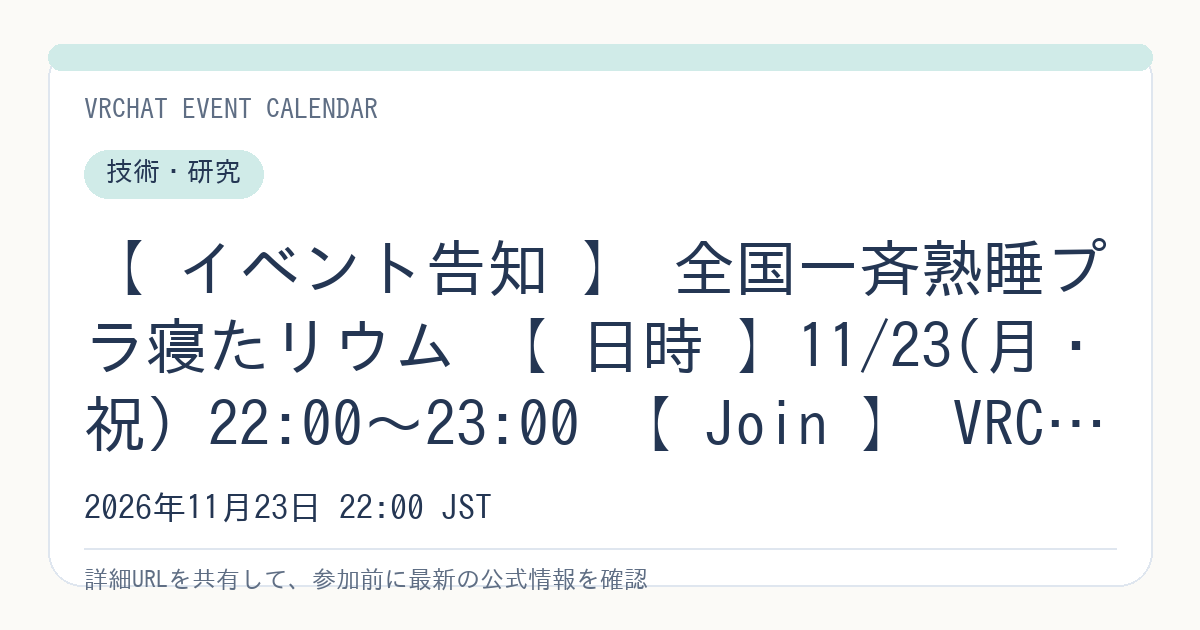 VRCHAT EVENT CALENDAR
技術・研究
【 イベント告知 】 全国一斉熟睡プ
ラ寝たリウム 【 日時 】11/23(月・
祝) 22:00〜23:00 【 Join 】 VRC…
2026年11月23日 22:00 JST
詳細URLを共有して、参加前に最新の公式情報を確認